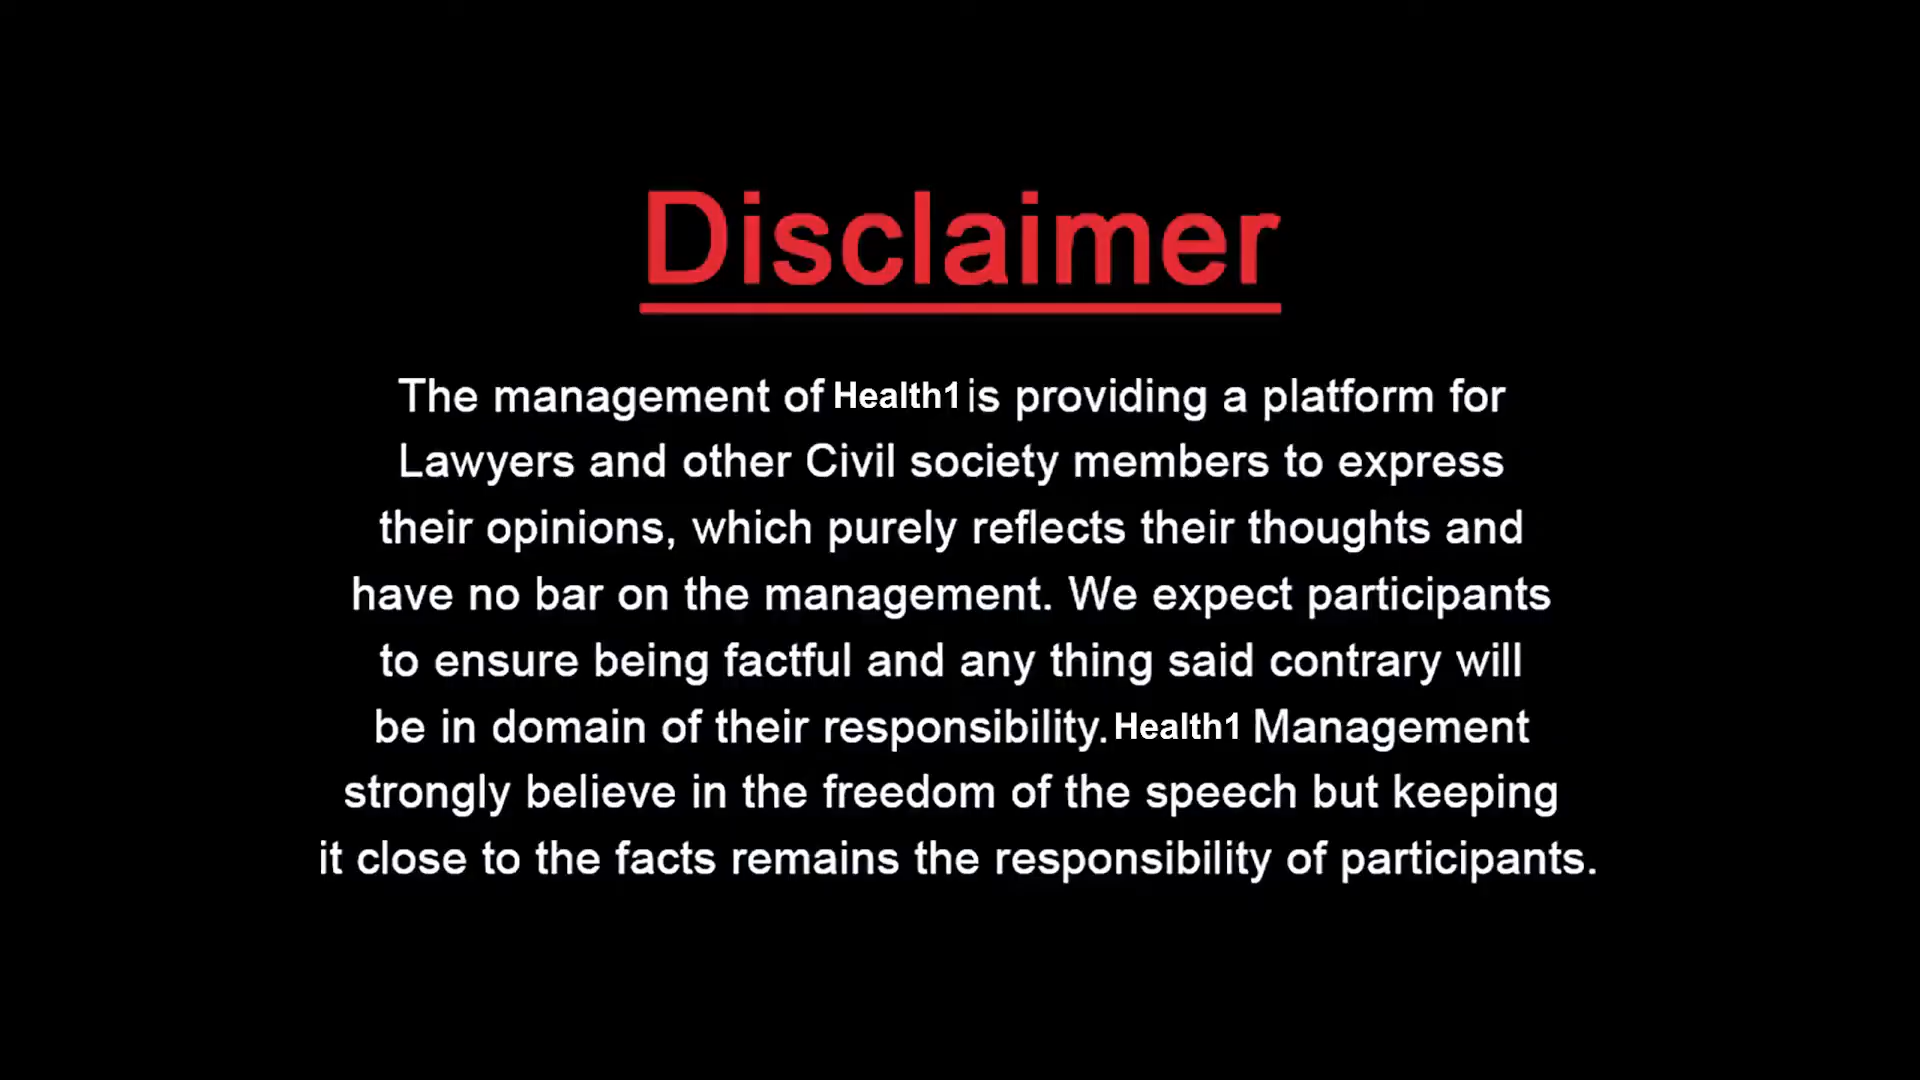 Disclaimer
The management of Health1 is providing a platform for
Lawyers and other Civil society members to express
their opinions, which purely reflects their thoughts and
have no bar on the management. We expect participants
to ensure being factful and any thing said contrary will
be in domain of their responsibility. Health1 Management
strongly believe in the freedom of the speech but keeping
it close to the facts remains the responsibility of participants.